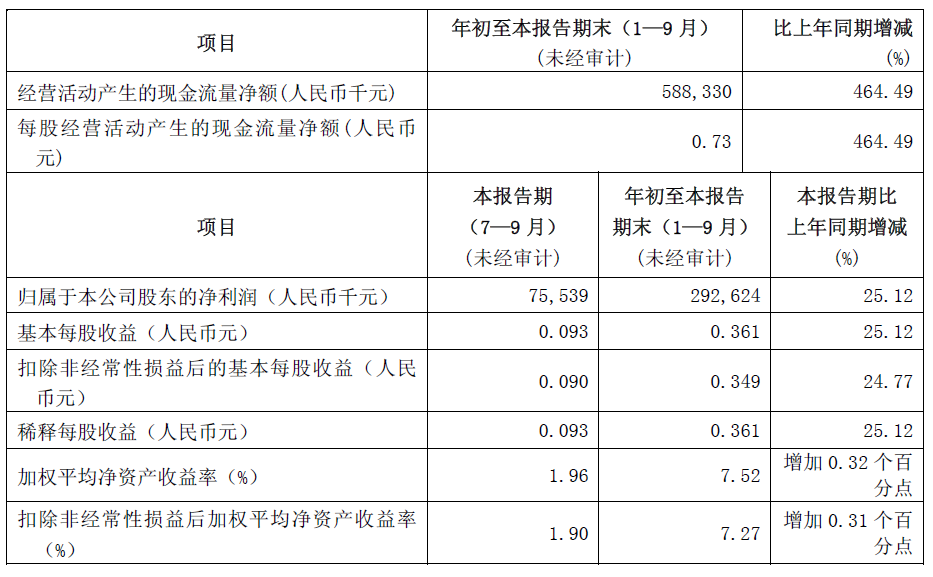 项目
年初至本报告期末（1—9 月）
(未经审计)
比上年同期增减
(%)
经营活动产生的现金流量净额(人民币千元)
588,330
464.49
每股经营活动产生的现金流量净额(人民币
元)
0.73
464.49
项目
本报告期
（7—9 月）
(未经审计)
年初至本报告
期末（1—9 月）
(未经审计)
本报告期比
上年同期增减
(%)
归属于本公司股东的净利润（人民币千元）
75,539
292,624
25.12
基本每股收益（人民币元）
0.093
0.361
25.12
扣除非经常性损益后的基本每股收益（人民
币元）
0.090
0.349
24.77
稀释每股收益（人民币元）
0.093
0.361
25.12
加权平均净资产收益率（%）
1.96
7.52
增加 0.32 个百
分点
扣除非经常性损益后加权平均净资产收益率
（%）
1.90
7.27
增加 0.31 个百
分点